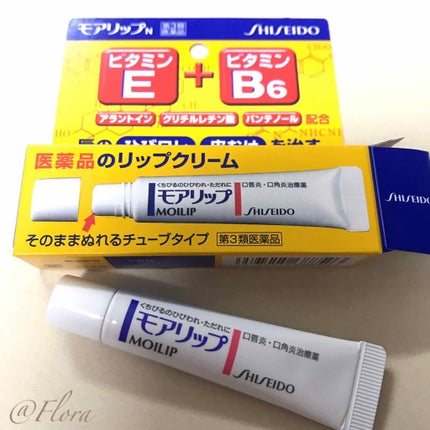 モアリップN 第3類医薬品 SHISEIDO
ビタミン E + ビタミン B6
アラントイン グリチルレチン酸 パンテノール 配合
医薬品のリップクリーム
くちびるのひびわれ・ただれに
モアリップ
MOILIP
口唇炎・口角炎治療薬
SHISEIDO
そのままぬれるチューブタイプ 第3類医薬品
SHISEIDO
くちびるのひびわれ・ただれに
モアリップ
MOILIP
口唇炎・口角炎治療薬
SHISEIDO
@Flora